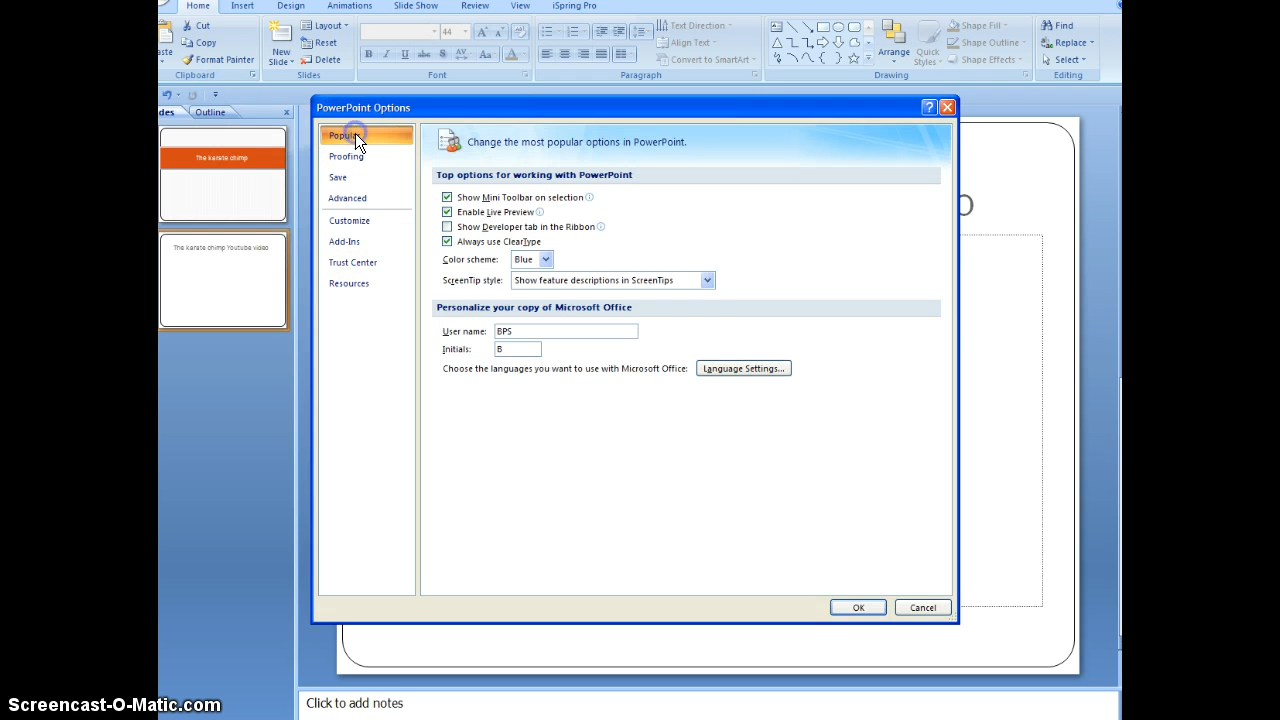 Home Insert Design Animations Slide Show Review View iSpring Pro
Cut
Copy
Format Painter
Clipboard
New Slide
Layout
Reset
Delete
Slides
44
Font
Text Direction
Align Text
Convert to SmartArt
Paragraph
Arrange
Quick Styles
Shape Fill
Shape Outline
Shape Effects
Drawing
Find
Replace
Select
Editing
Outline
The karate chimp
The karate chimp Youtube video
PowerPoint Options
Popular
Proofing
Save
Advanced
Customize
Add-Ins
Trust Center
Resources
Change the most popular options in PowerPoint.
Top options for working with PowerPoint
Show Mini Toolbar on selection
Enable Live Preview
Show Developer tab in the Ribbon
Always use ClearType
Color scheme: Blue
ScreenTip style: Show feature descriptions in ScreenTips
Personalize your copy of Microsoft Office
User name: BPS
Initials: B
Choose the languages you want to use with Microsoft Office: Language Settings...
OK Cancel
Click to add notes
Screencast-O-Matic.com